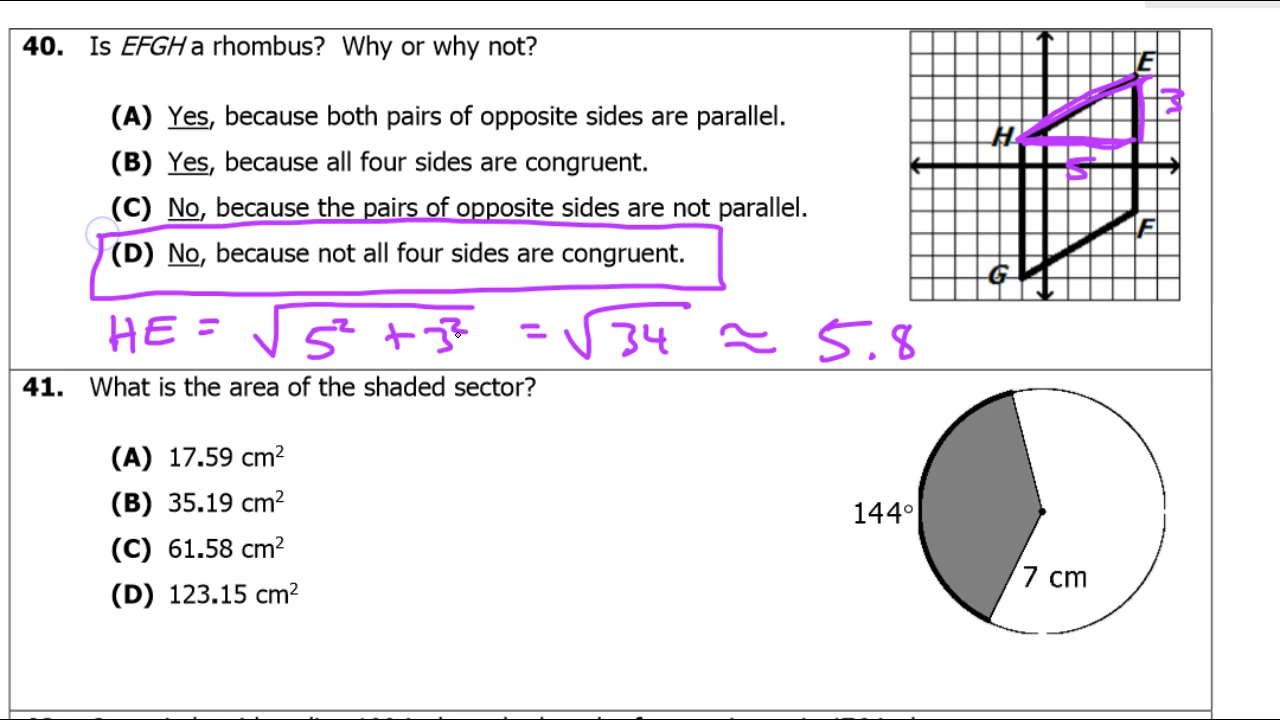 40. Is EFGH a rhombus? Why or why not?
(A) Yes, because both pairs of opposite sides are parallel.
(B) Yes, because all four sides are congruent.
(C) No, because the pairs of opposite sides are not parallel.
(D) No, because not all four sides are congruent.
E
3
H
5
F
G
HE = √5² + 3² = √34 ≈ 5.8
41. What is the area of the shaded sector?
(A) 17.59 cm²
(B) 35.19 cm²
(C) 61.58 cm²
(D) 123.15 cm²
144°
7 cm